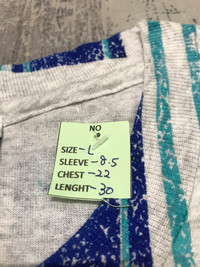 NO
SIZE-L
SLEEVE-8.5
CHEST-22
LENGHT-30